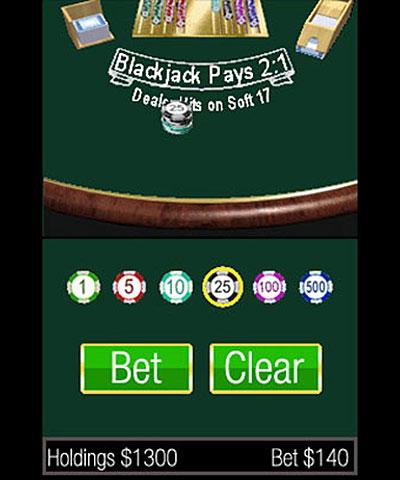 Blackjack Pays 2:1
Dealer Hits on Soft 17
25
1 5 10 25 100 500
Bet Clear
Holdings $1300 Bet $140